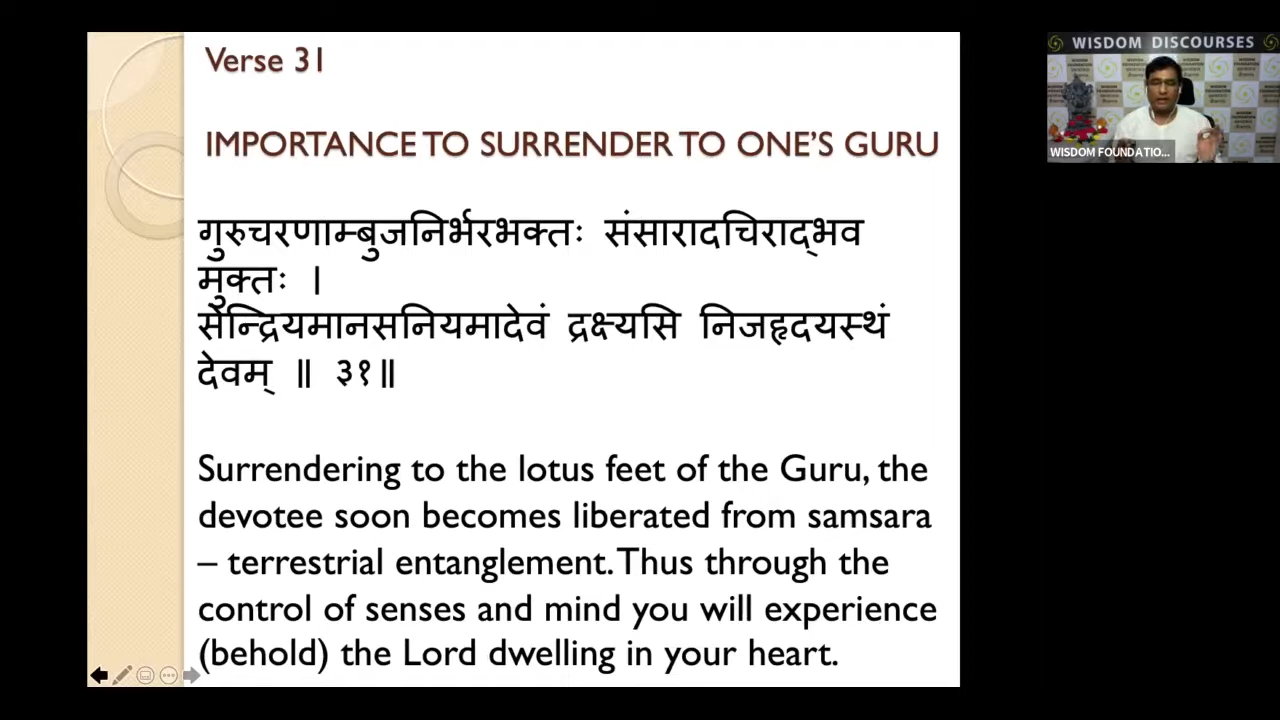 Verse 31
IMPORTANCE TO SURRENDER TO ONE'S GURU
गुरुचरणाम्बुजनिर्भरभक्तः संसारादचिराद्भव
मुक्तः ।
सेन्द्रियमानसनियमादेवं द्रक्ष्यसि निजहृदयस्थं
देवम् ॥ ३१॥
Surrendering to the lotus feet of the Guru, the
devotee soon becomes liberated from samsara
– terrestrial entanglement. Thus through the
control of senses and mind you will experience
(behold) the Lord dwelling in your heart.
WISDOM DISCOURSES
WISDOM FOUNDATIO...